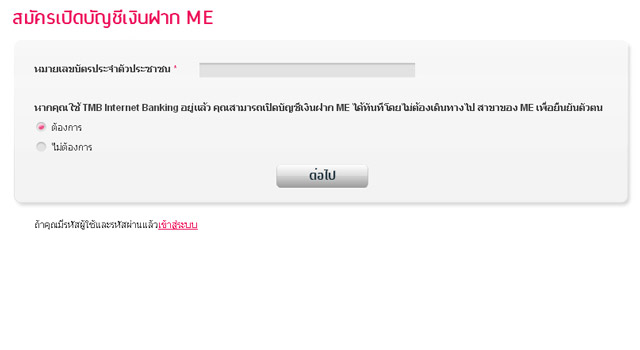 สมัครเปิดบัญชีเงินฝาก ME
หมายเลขบัตรประจำตัวประชาชน *
หากคุณใช้ TMB Internet Banking อยู่แล้ว คุณสามารถเปิดบัญชีเงินฝาก ME ได้ทันทีโดยไม่ต้องเดินทางไป สาขาของ ME เพื่อยืนยันตัวตน
ต้องการ
ไม่ต้องการ
ต่อไป
ถ้าคุณมีรหัสผู้ใช้และรหัสผ่านแล้วเข้าสู่ระบบ